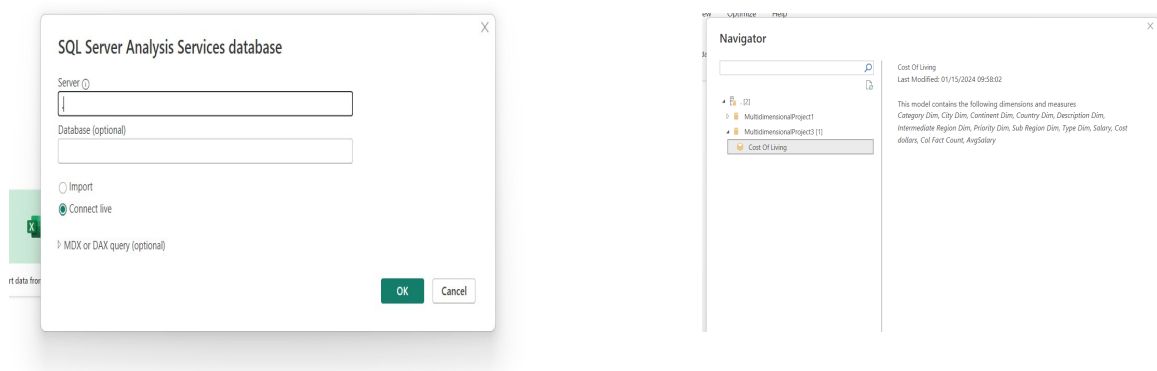 SQL Server Analysis Services database
Server
.
Database (optional)
Import
Connect live
MDX or DAX query (optional)
rt data from
OK
Cancel
ew Optimize Help
Navigator
. [2]
MultidimensionalProject1
MultidimensionalProject3 [1]
Cost Of Living
Cost Of Living
Last Modified: 01/15/2024 09:58:02
This model contains the following dimensions and measures
Category Dim, City Dim, Continent Dim, Country Dim, Description Dim,
Intermediate Region Dim, Priority Dim, Sub Region Dim, Type Dim, Salary, Cost
dollars, Col Fact Count, AvgSalary